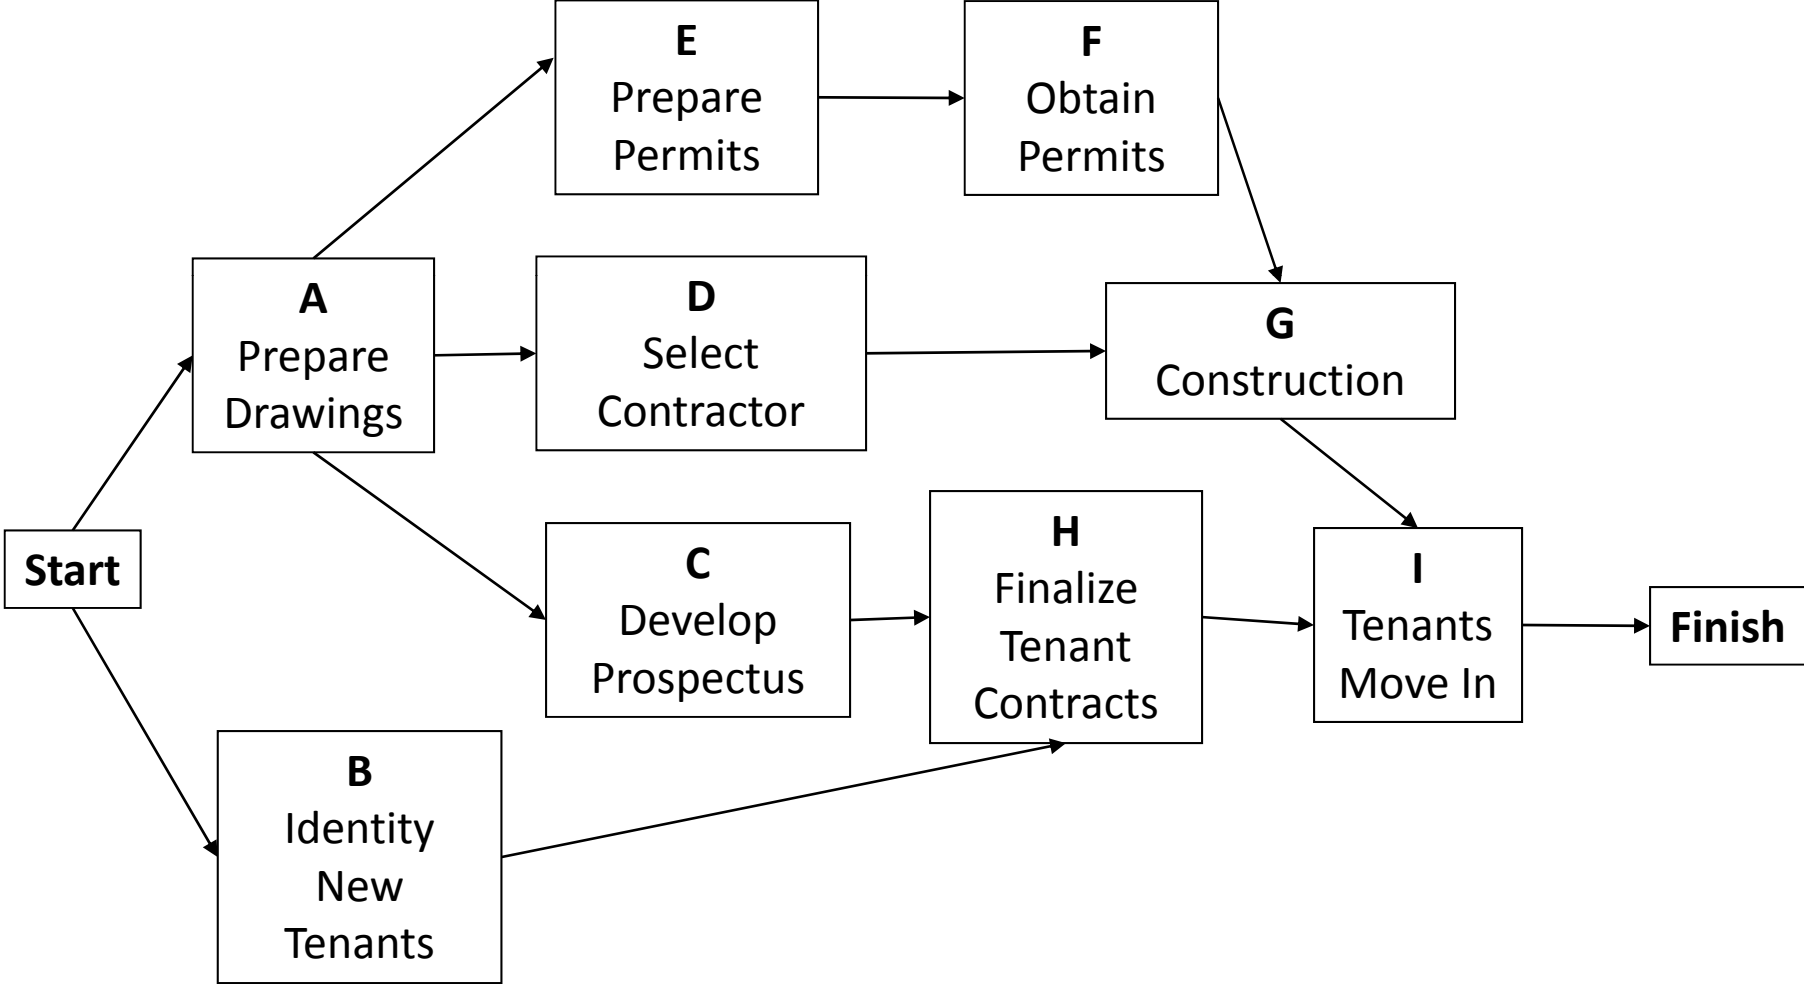 E
Prepare
Permits
F
Obtain
Permits
A
Prepare
Drawings
D
Select
Contractor
G
Construction
Start
C
Develop
Prospectus
H
Finalize
Tenant
Contracts
I
Tenants
Move In
Finish
B
Identity
New
Tenants